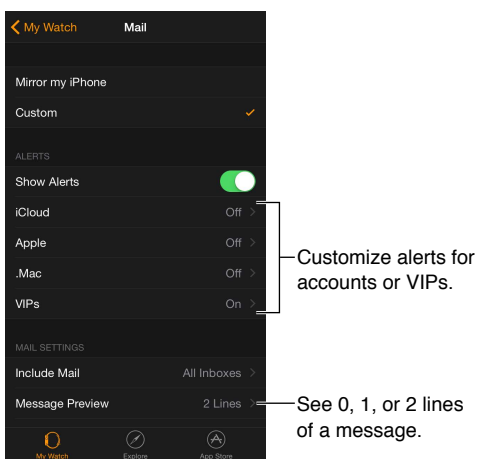 My Watch Mail
Mirror my iPhone
Custom
ALERTS
Show Alerts
iCloud Off
Apple Off
.Mac Off
VIPs On
Customize alerts for
accounts or VIPs.
MAIL SETTINGS
Include Mail All Inboxes
Message Preview 2 Lines
See 0, 1, or 2 lines
of a message.
My Watch Explore App Store